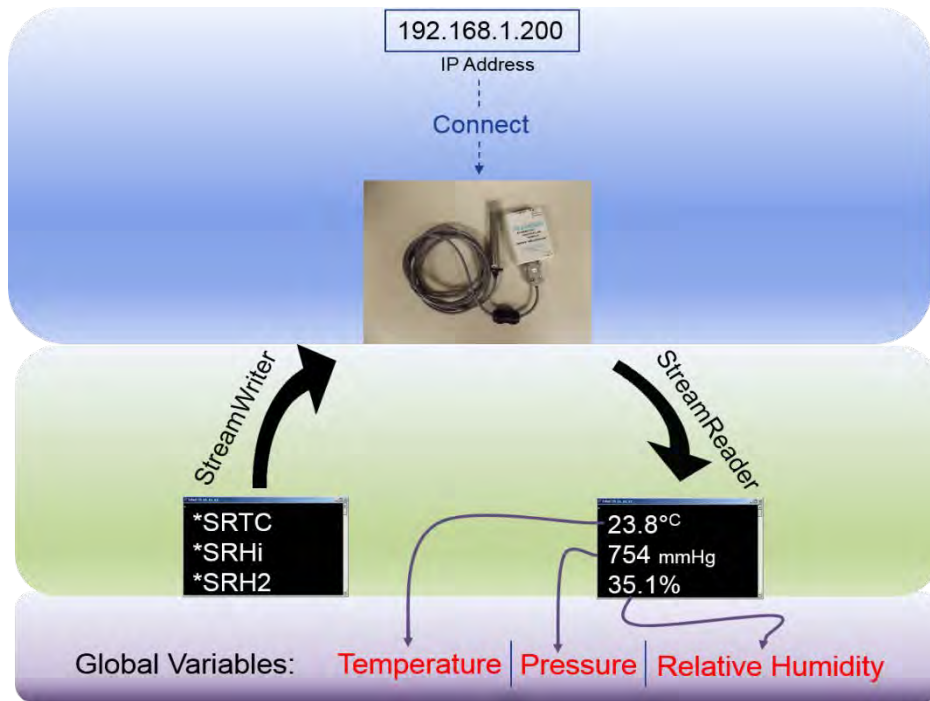 192.168.1.200
IP Address
Connect
StreamWriter
StreamReader
*SRTC
*SRHi
*SRH2
23.8°C
754 mmHg
35.1%
Global Variables: Temperature Pressure Relative Humidity